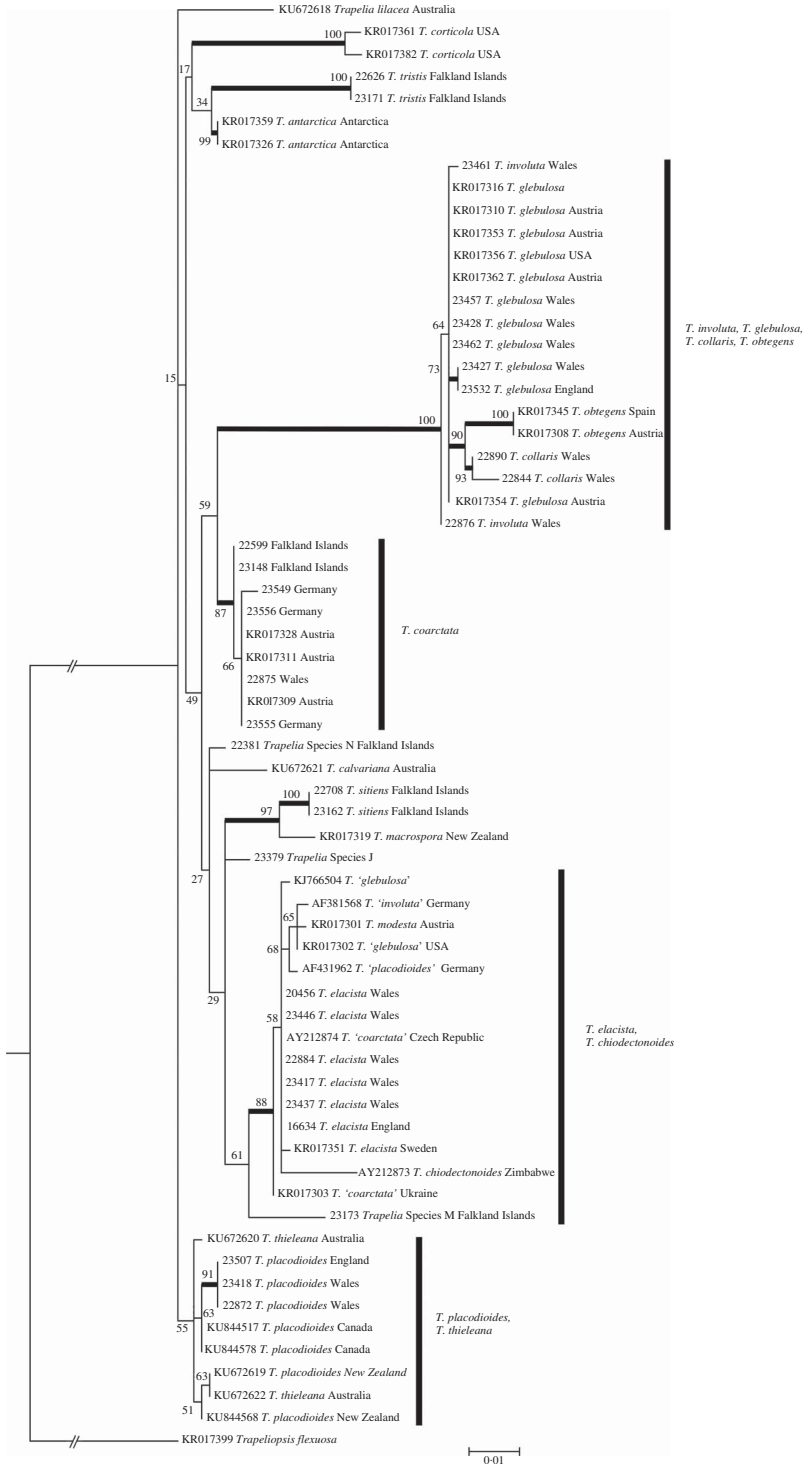 KU672618 Trapelia lilacea Australia
100
KR017361 T. corticola USA
KR017382 T. corticola USA
17
100
22626 T. tristis Falkland Islands
23171 T. tristis Falkland Islands
34
KR017359 T. antarctica Antarctica
99
KR017326 T. antarctica Antarctica
23461 T. involuta Wales
KR017316 T. glebulosa
KR017310 T. glebulosa Austria
KR017353 T. glebulosa Austria
KR017356 T. glebulosa USA
KR017362 T. glebulosa Austria
23457 T. glebulosa Wales
64
23428 T. glebulosa Wales
T. involuta, T. glebulosa,
T. collaris, T. obtegens
23462 T. glebulosa Wales
73
23427 T. glebulosa Wales
15
23532 T. glebulosa England
100
100
KR017345 T. obtegens Spain
KR017308 T. obtegens Austria
90
22890 T. collaris Wales
93
22844 T. collaris Wales
KR017354 T. glebulosa Austria
59
22876 T. involuta Wales
22599 Falkland Islands
23148 Falkland Islands
23549 Germany
87
23556 Germany
KR017328 Austria
T. coarctata
KR017311 Austria
66
22875 Wales
49
KR017309 Austria
23555 Germany
22381 Trapelia Species N Falkland Islands
KU672621 T. calvariana Australia
100
22708 T. sitiens Falkland Islands
97
23162 T. sitiens Falkland Islands
KR017319 T. macrospora New Zealand
23379 Trapelia Species J
27
KJ766504 T. ‘glebulosa’
AF381568 T. ‘involuta’ Germany
65
KR017301 T. modesta Austria
68
KR017302 T. ‘glebulosa’ USA
AF431962 T. ‘placodioides’ Germany
29
20456 T. elacista Wales
58
23446 T. elacista Wales
AY212874 T. ‘coarctata’ Czech Republic
T. elacista,
T. chiodectonoides
22884 T. elacista Wales
23417 T. elacista Wales
88
23437 T. elacista Wales
16634 T. elacista England
61
KR017351 T. elacista Sweden
AY212873 T. chiodectonoides Zimbabwe
KR017303 T. ‘coarctata’ Ukraine
23173 Trapelia Species M Falkland Islands
KU672620 T. thieleana Australia
23507 T. placodioides England
91
23418 T. placodioides Wales
22872 T. placodioides Wales
63
55
KU844517 T. placodioides Canada
T. placodioides,
T. thieleana
KU844578 T. placodioides Canada
63
KU672619 T. placodioides New Zealand
KU672622 T. thieleana Australia
51
KU844568 T. placodioides New Zealand
KR017399 Trapeliopsis flexuosa
0·01